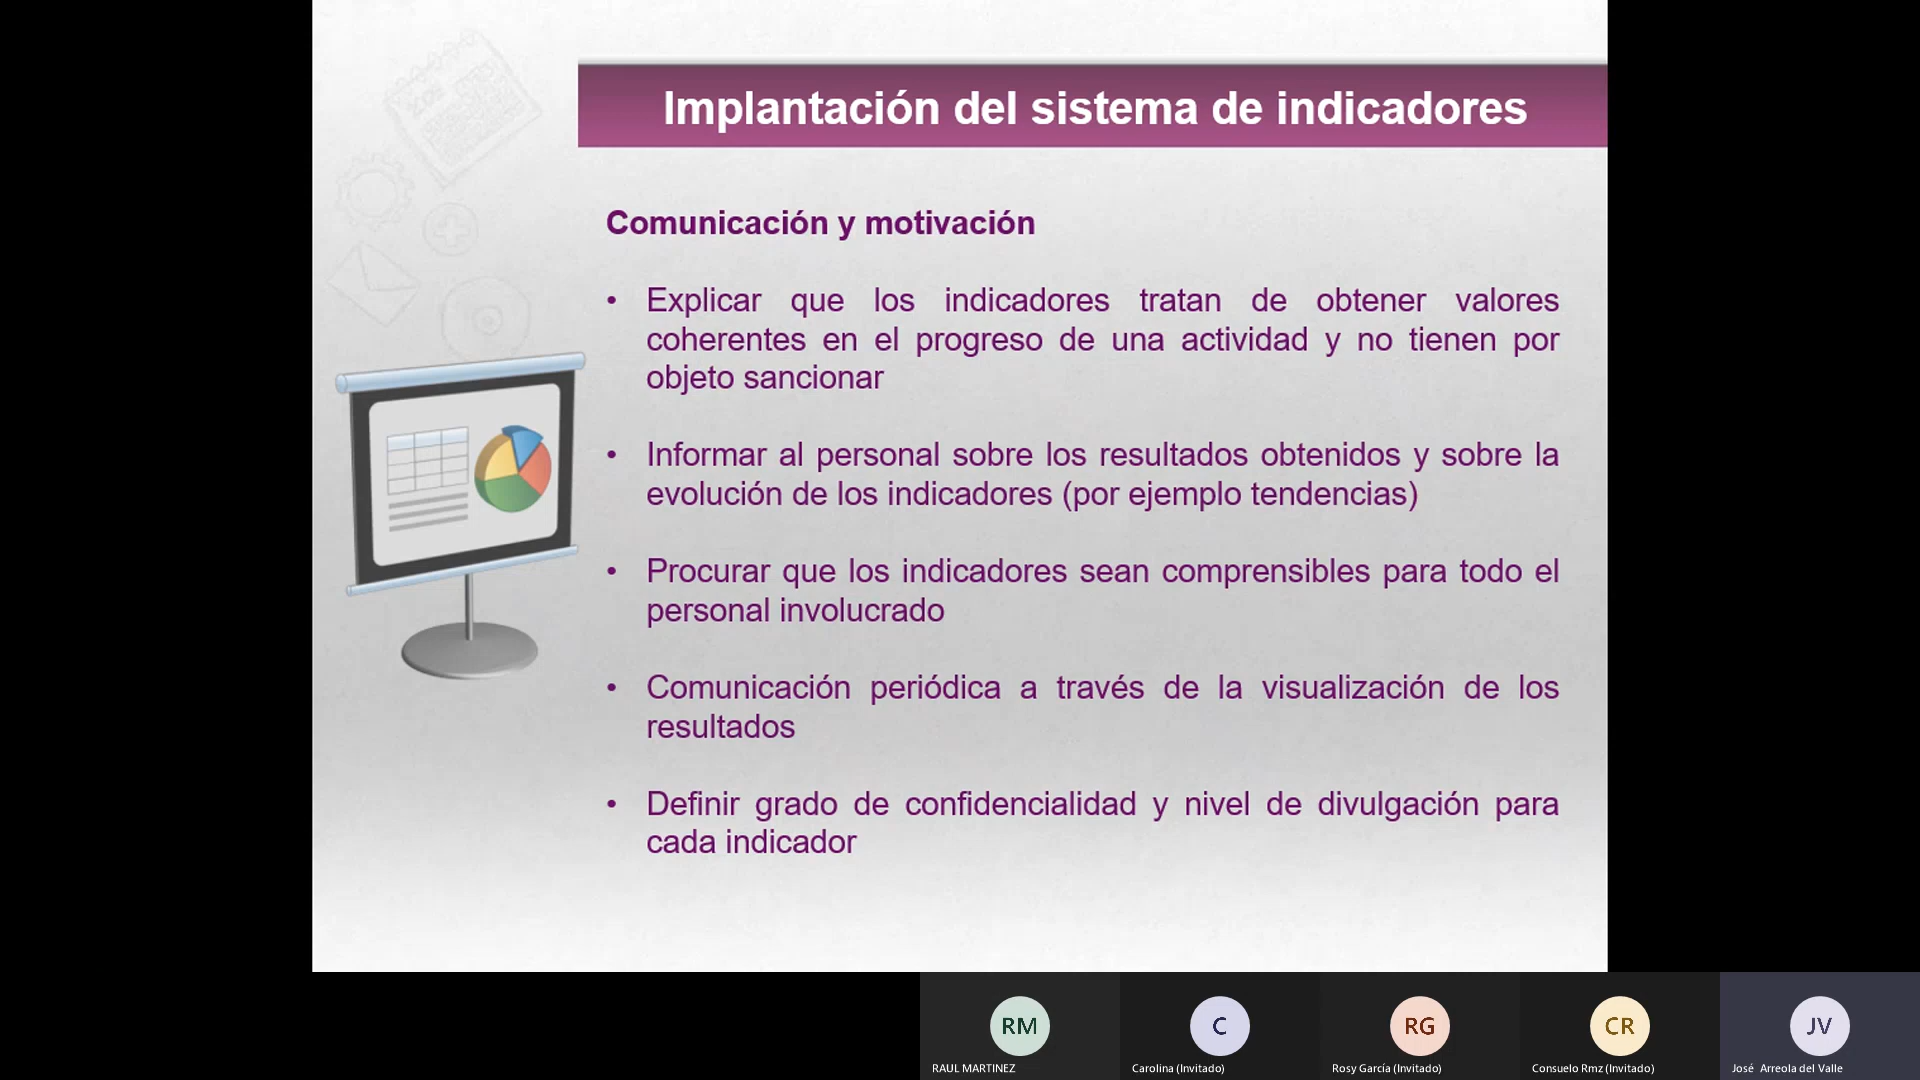 Implantación del sistema de indicadores
Comunicación y motivación
• Explicar que los indicadores tratan de obtener valores
coherentes en el progreso de una actividad y no tienen por
objeto sancionar
• Informar al personal sobre los resultados obtenidos y sobre la
evolución de los indicadores (por ejemplo tendencias)
• Procurar que los indicadores sean comprensibles para todo el
personal involucrado
• Comunicación periódica a través de la visualización de los
resultados
• Definir grado de confidencialidad y nivel de divulgación para
cada indicador
RM
C
RG
CR
JV
RAUL MARTINEZ
Carolina (Invitado)
Rosy García (Invitado)
Consuelo Rmz (Invitado)
José Arreola del Valle